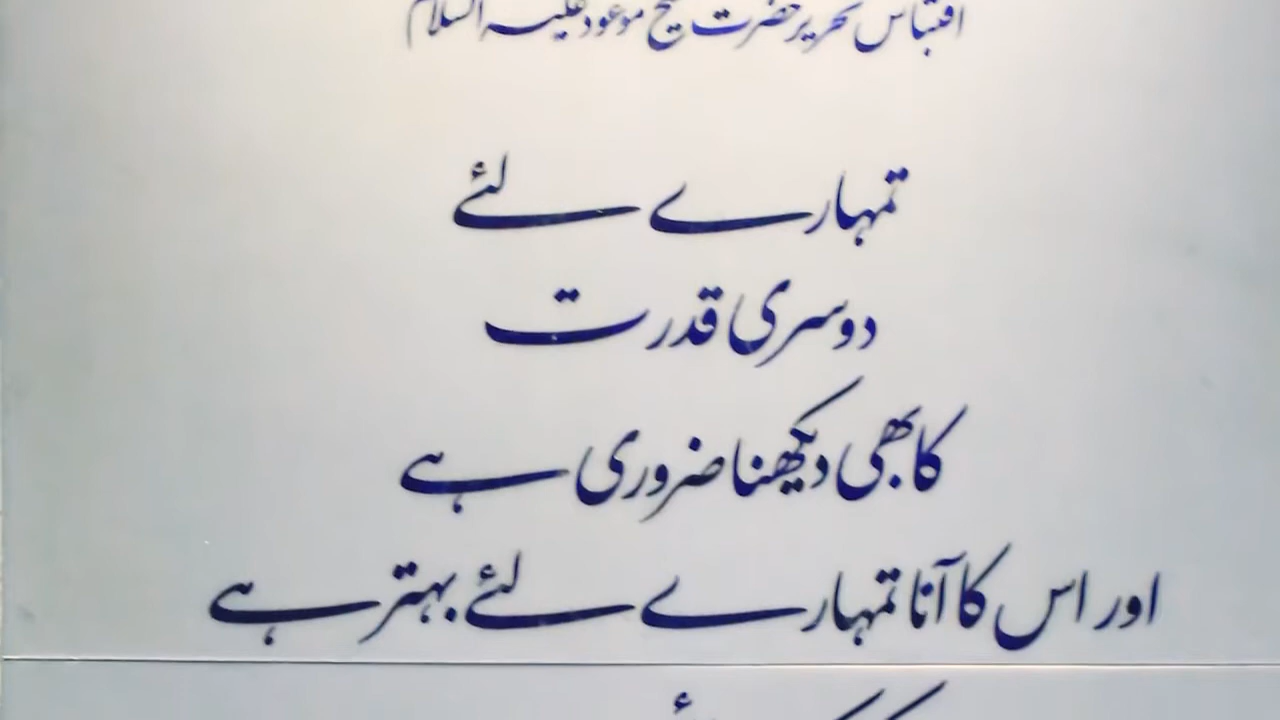 اقتباس تحریر حضرت مسیح موعود علیہ السلام
تمہارے لئے
دوسری قدرت
کا بھی دیکھنا ضروری ہے
اور اس کا آنا تمہارے لئے بہتر ہے